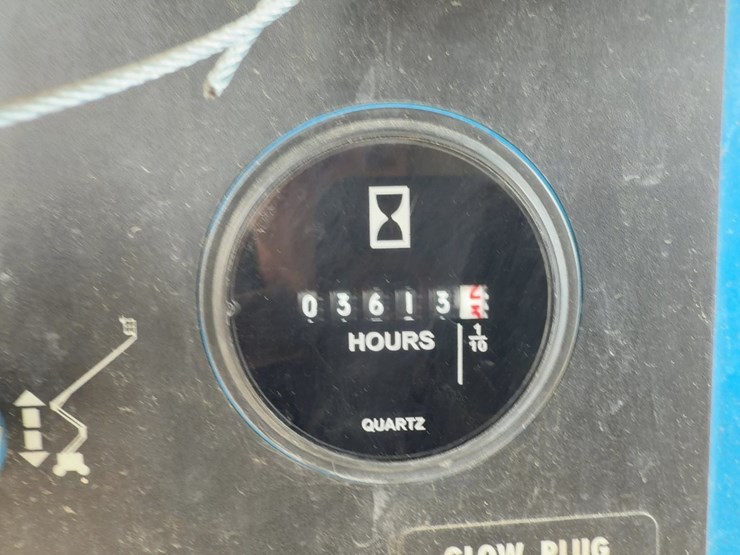 03613
HOURS
1/10
QUARTZ
GLOW PLUG